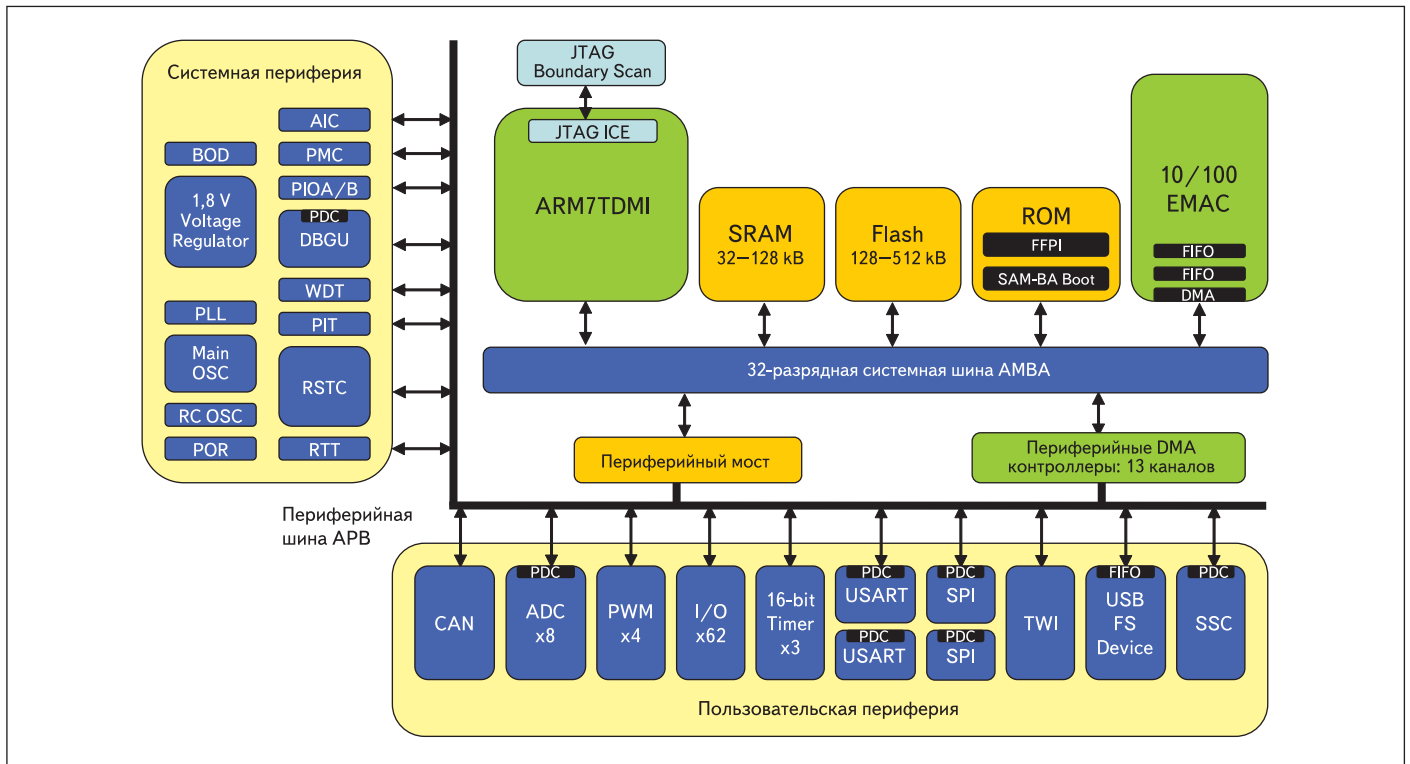 Системная периферия
AIC
BOD
PMC
PIOA/B
1,8 V
Voltage
Regulator
PDC
DBGU
WDT
PLL
PIT
Main
OSC
RSTC
RC OSC
POR
RTT
JTAG
Boundary Scan
JTAG ICE
ARM7TDMI
SRAM
32–128 kB
Flash
128–512 kB
ROM
FFPI
SAM-BA Boot
10/100
EMAC
FIFO
FIFO
DMA
32-разрядная системная шина AMBA
Периферийный мост
Периферийные DMA
контроллеры: 13 каналов
Периферийная
шина APB
CAN
PDC
ADC
x8
PWM
x4
I/O
x62
16-bit
Timer
x3
PDC
USART
PDC
USART
PDC
SPI
PDC
SPI
TWI
FIFO
USB
FS
Device
PDC
SSC
Пользовательская периферия